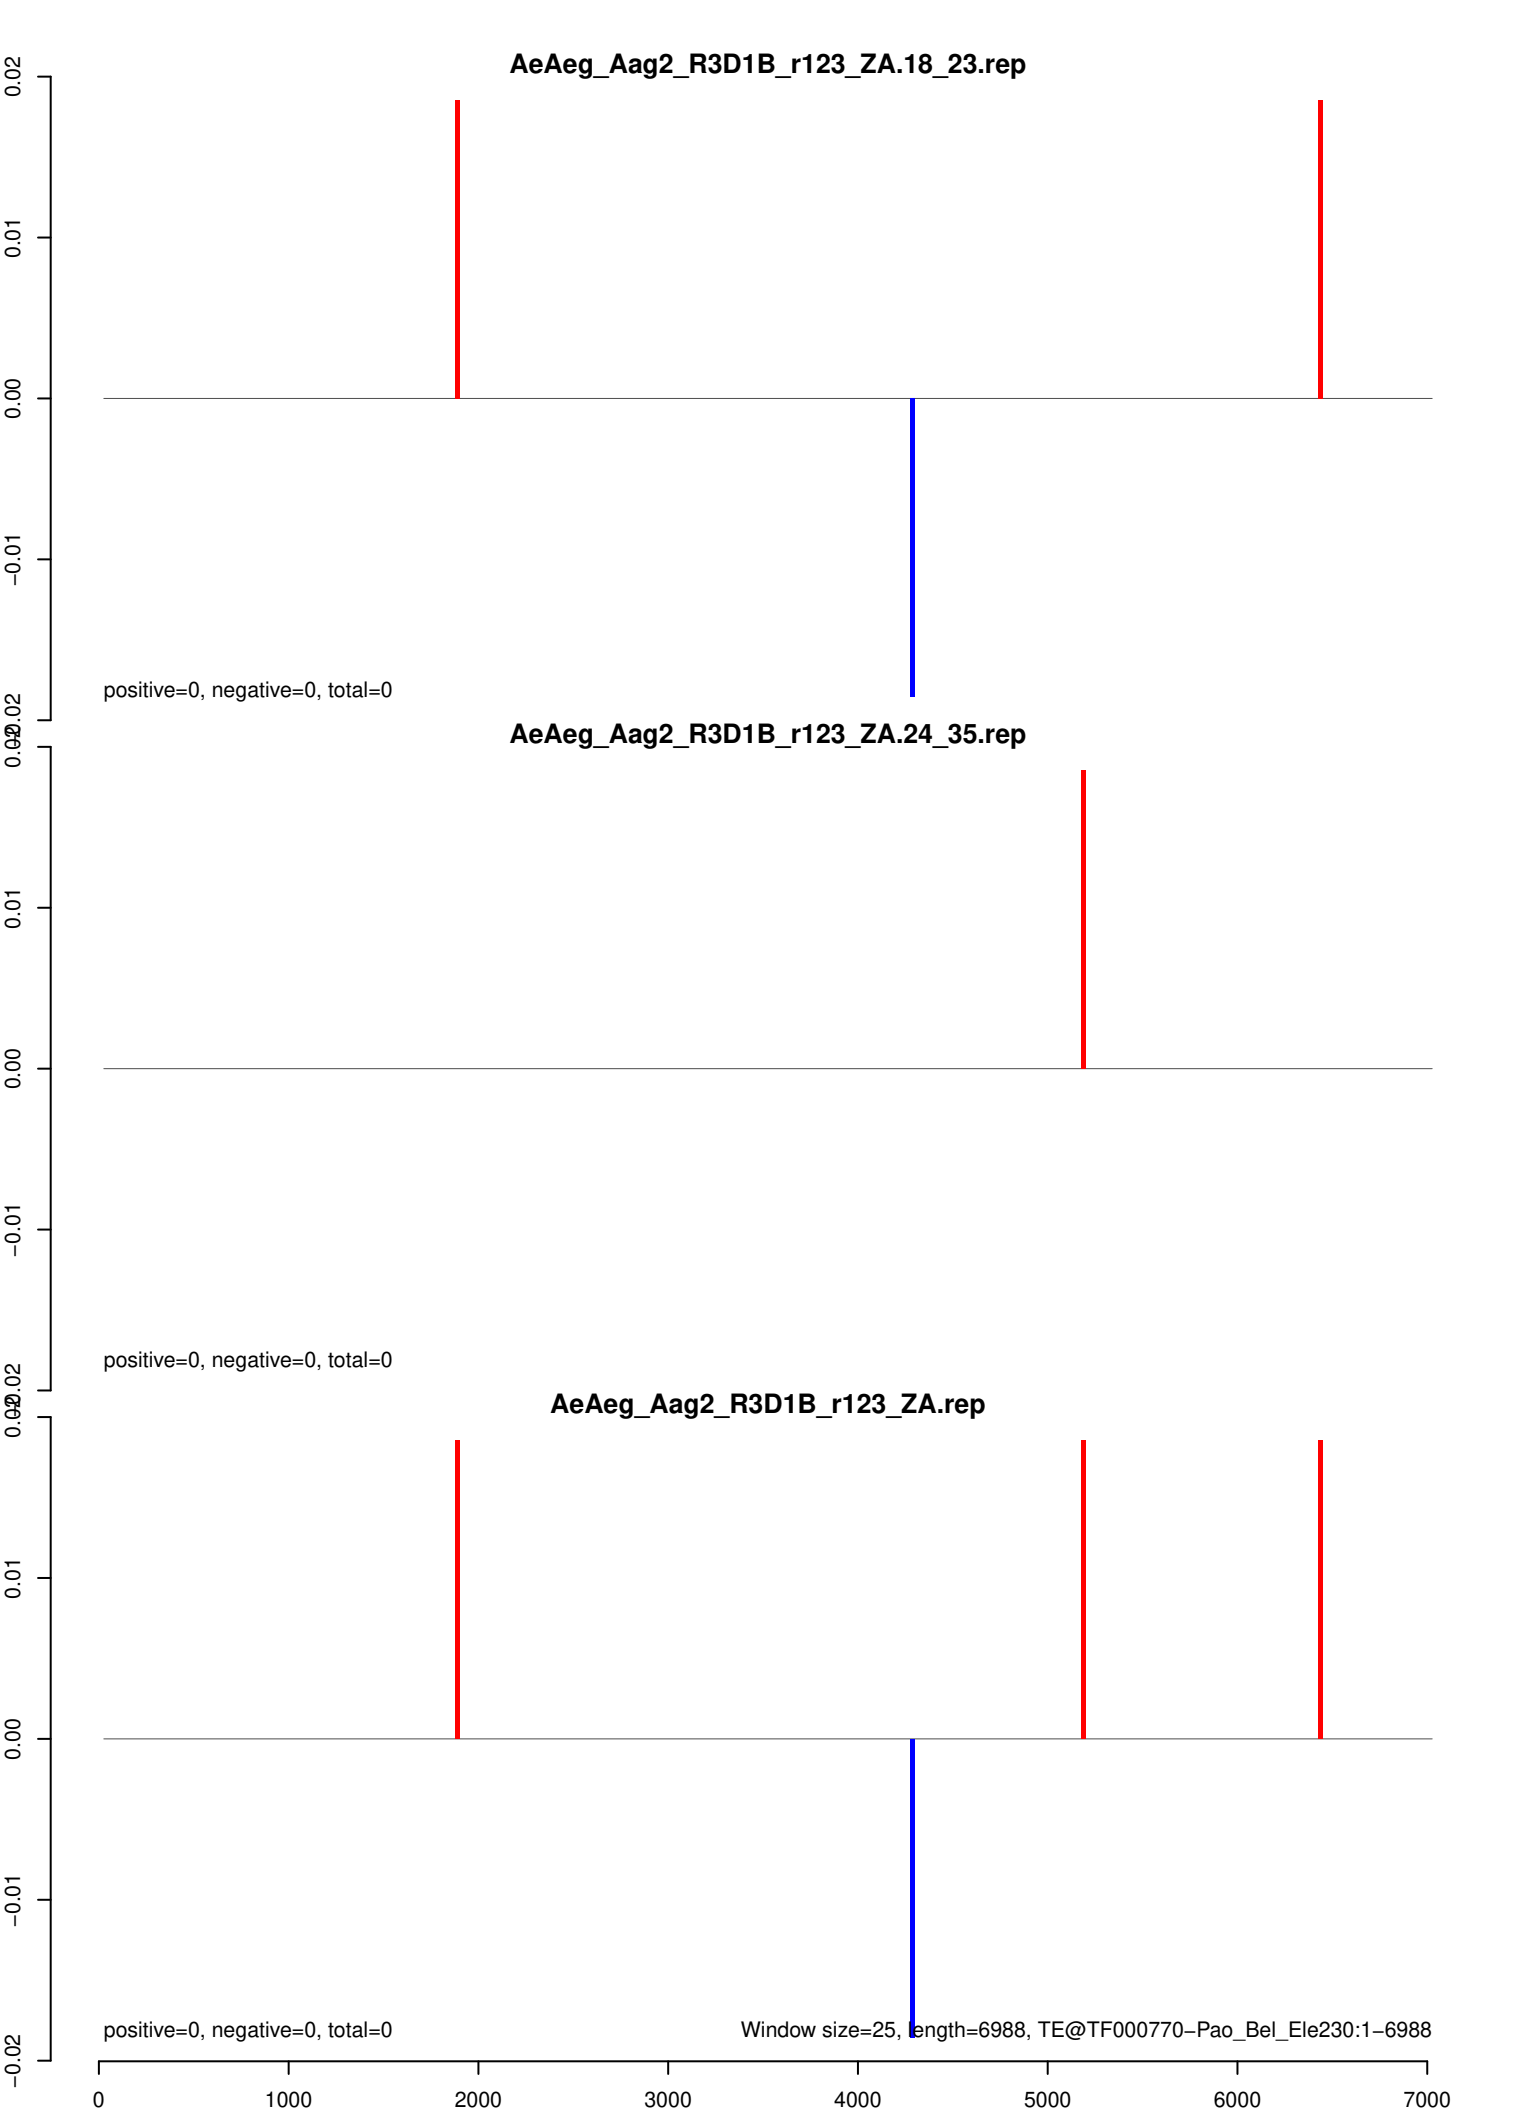 AeAeg_Aag2_R3D1B_r123_ZA.18_23.rep
0.02
0.01
0.00
−0.01
−0.02
positive=0, negative=0, total=0
AeAeg_Aag2_R3D1B_r123_ZA.24_35.rep
0.02
0.01
0.00
−0.01
−0.02
positive=0, negative=0, total=0
AeAeg_Aag2_R3D1B_r123_ZA.rep
0.02
0.01
0.00
−0.01
−0.02
positive=0, negative=0, total=0
Window size=25, length=6988, TE@TF000770−Pao_Bel_Ele230:1−6988
0 1000 2000 3000 4000 5000 6000 7000